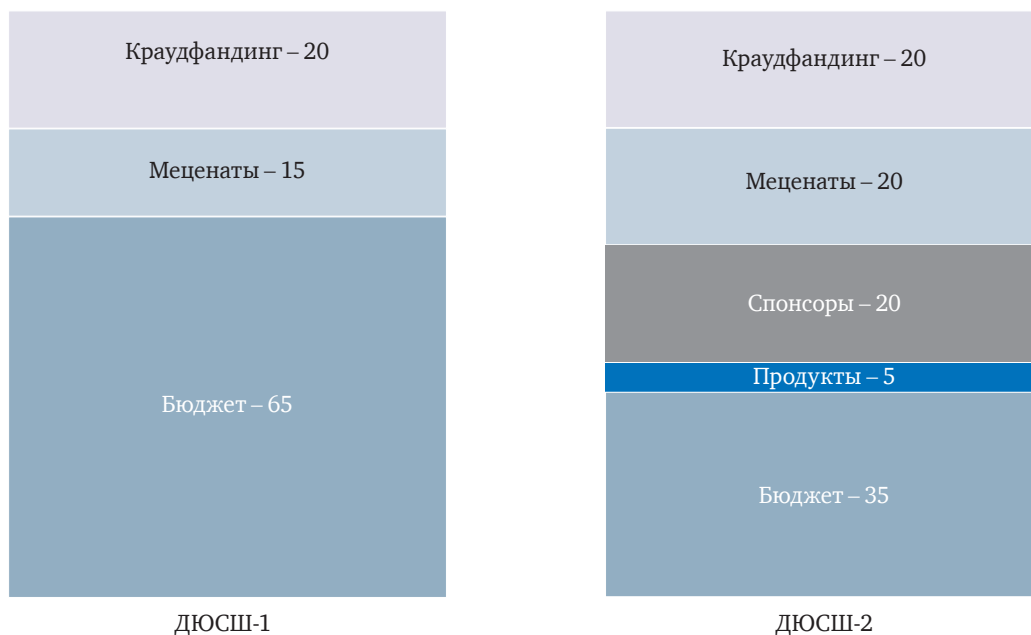 Краудфандинг – 20
Меценаты – 15
Бюджет – 65
ДЮСШ-1
Краудфандинг – 20
Меценаты – 20
Спонсоры – 20
Продукты – 5
Бюджет – 35
ДЮСШ-2